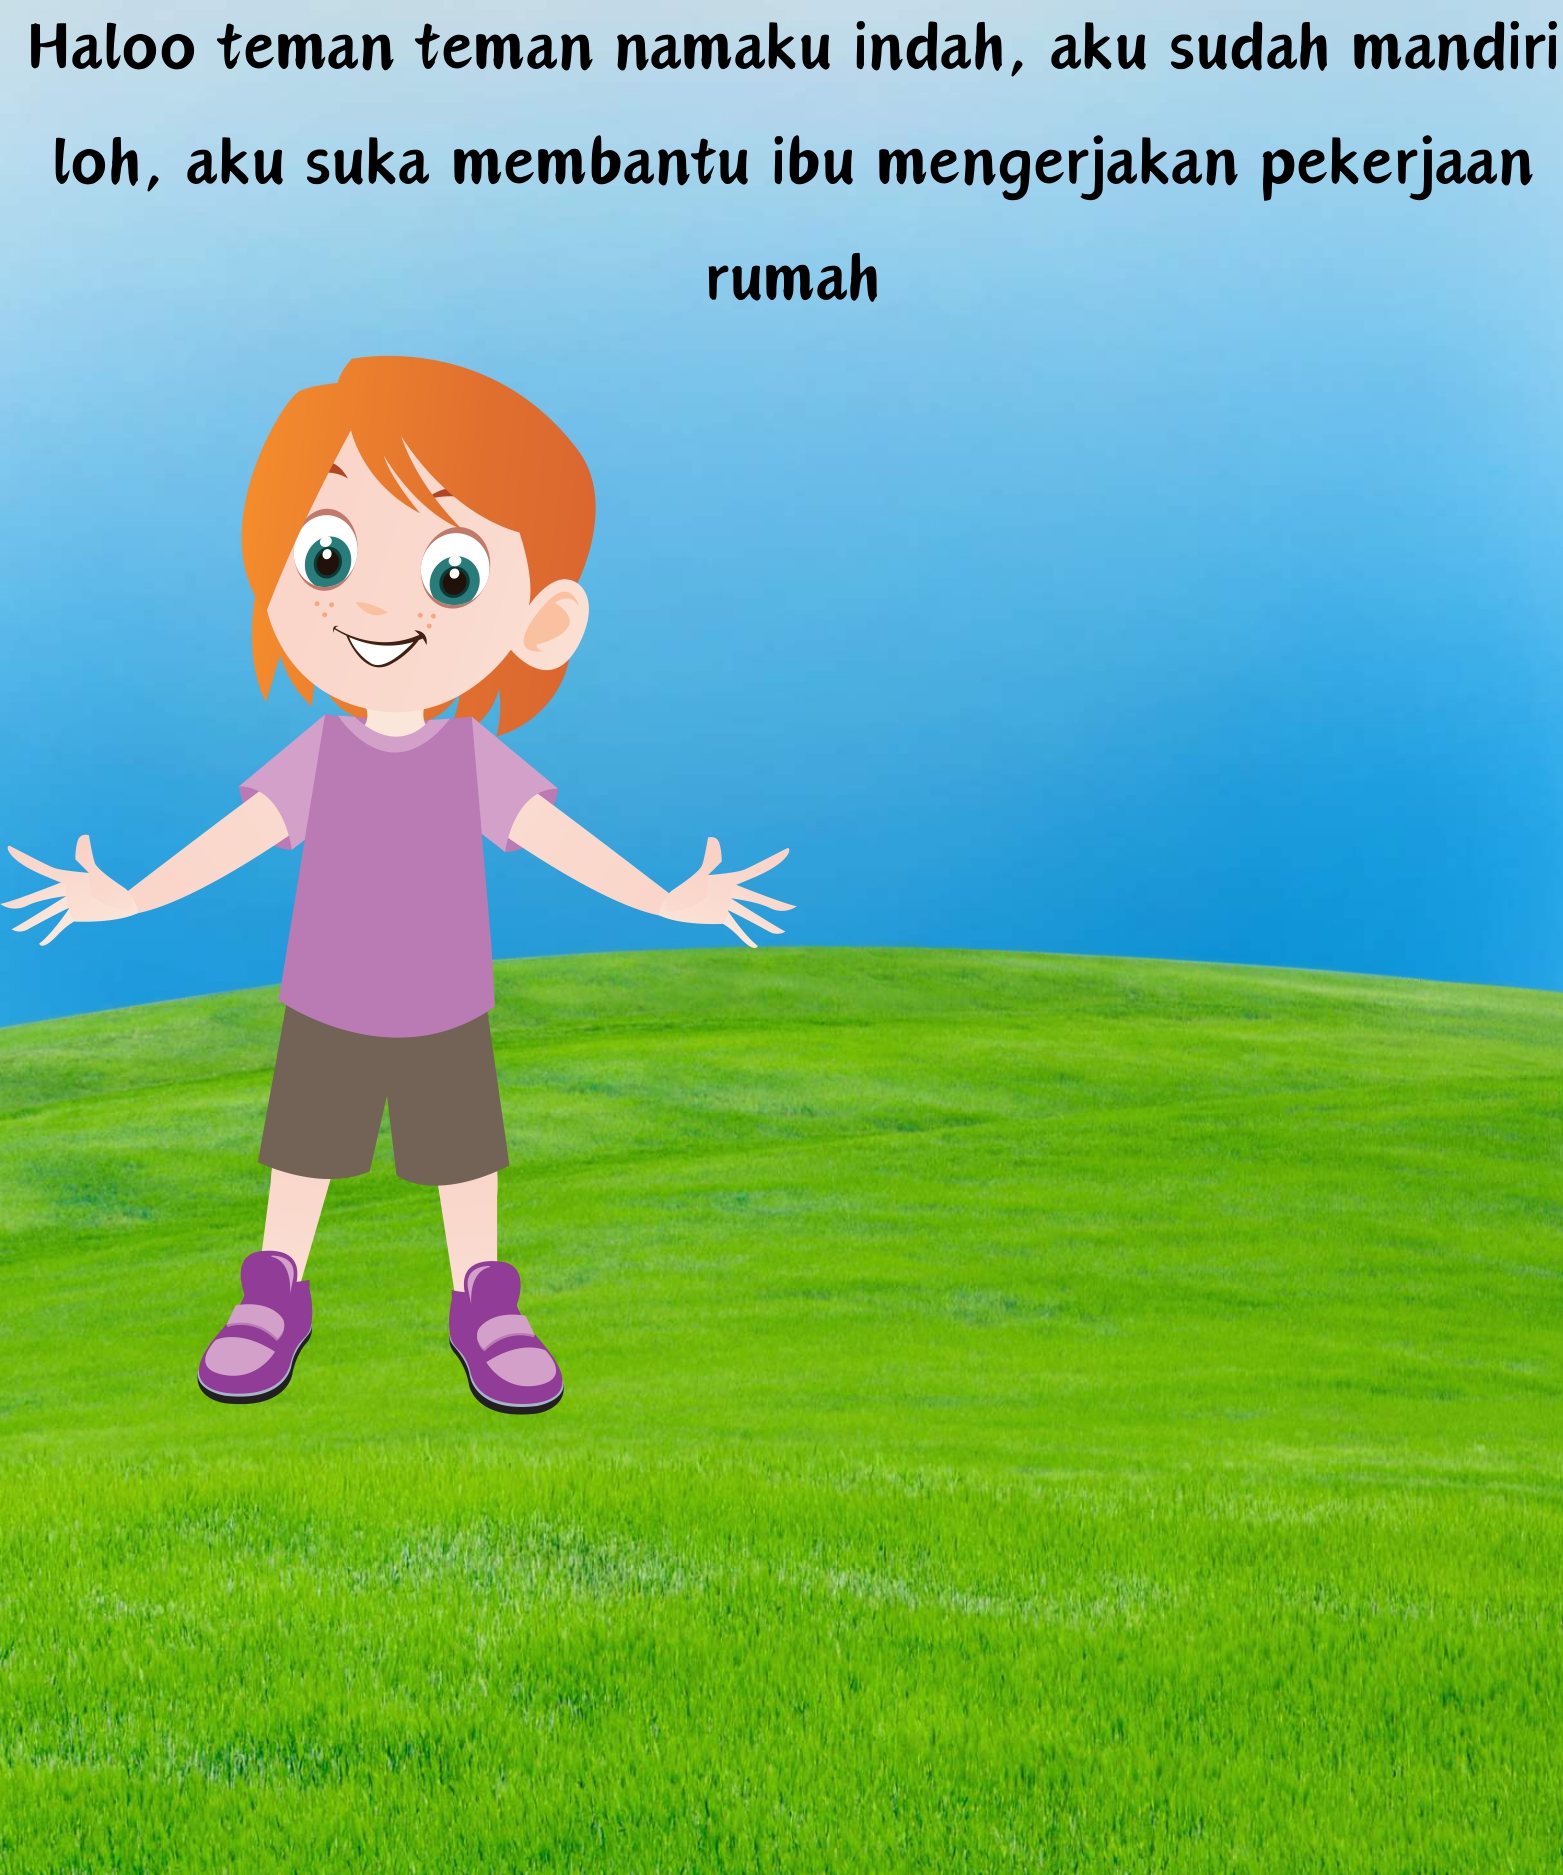 Haloo teman teman namaku indah, aku sudah mandiri
loh, aku suka membantu ibu mengerjakan pekerjaan
rumah